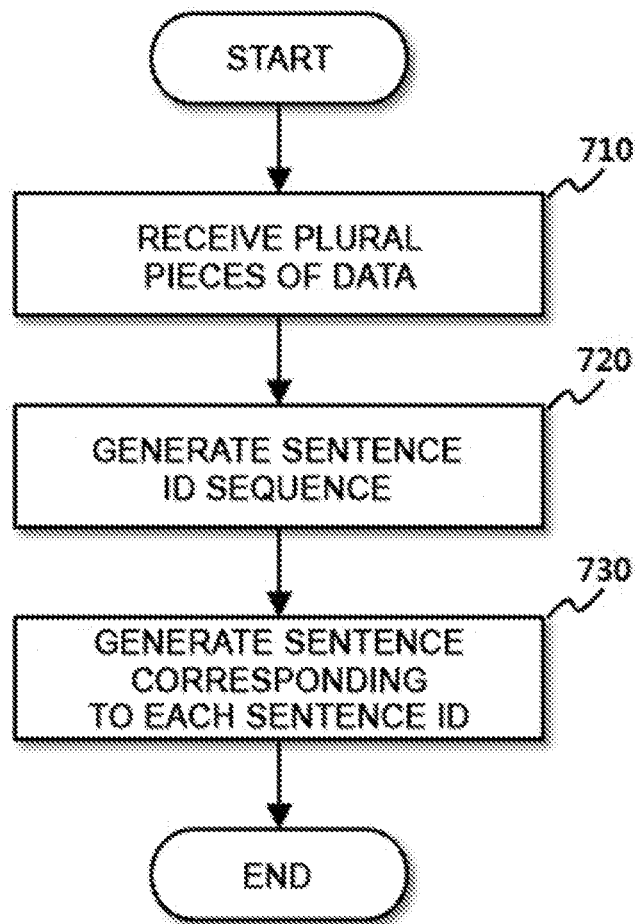 START
710
RECEIVE PLURAL
PIECES OF DATA
720
GENERATE SENTENCE
ID SEQUENCE
730
GENERATE SENTENCE
CORRESPONDING
TO EACH SENTENCE ID
END